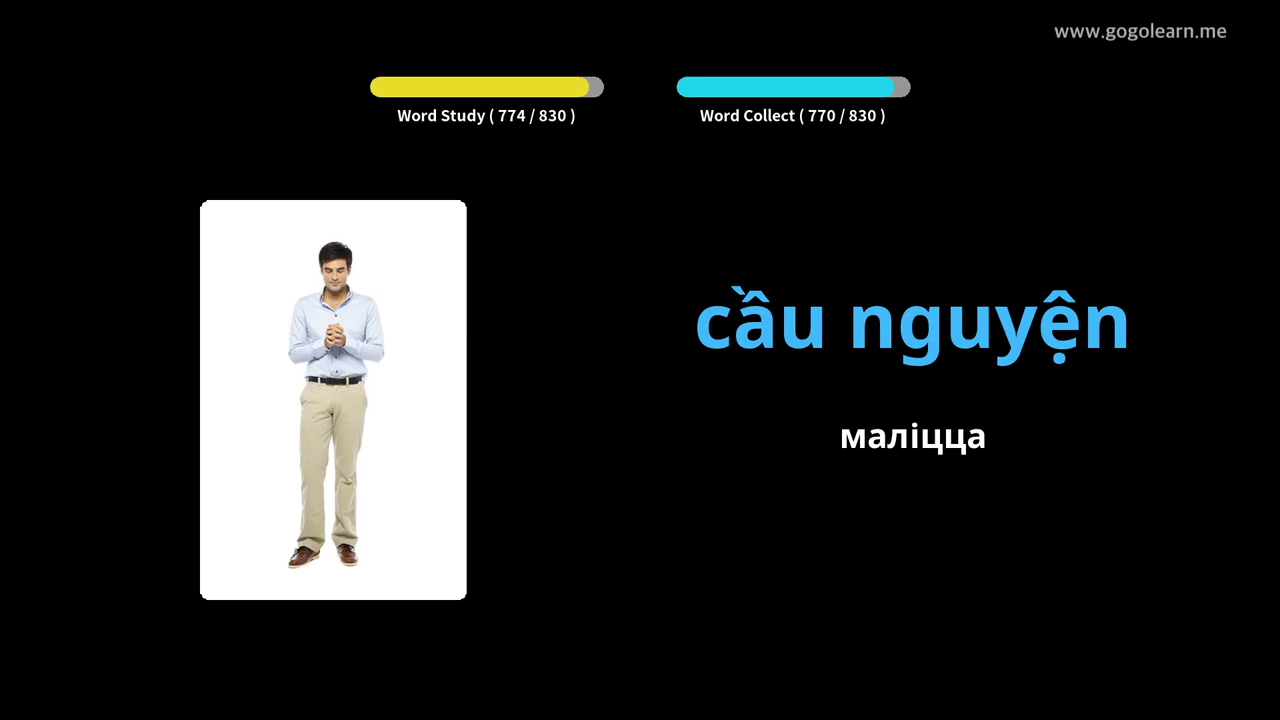 www.gogolearn.me
Word Study ( 774 / 830 )
Word Collect ( 770 / 830 )
cầu nguyện
маліцца